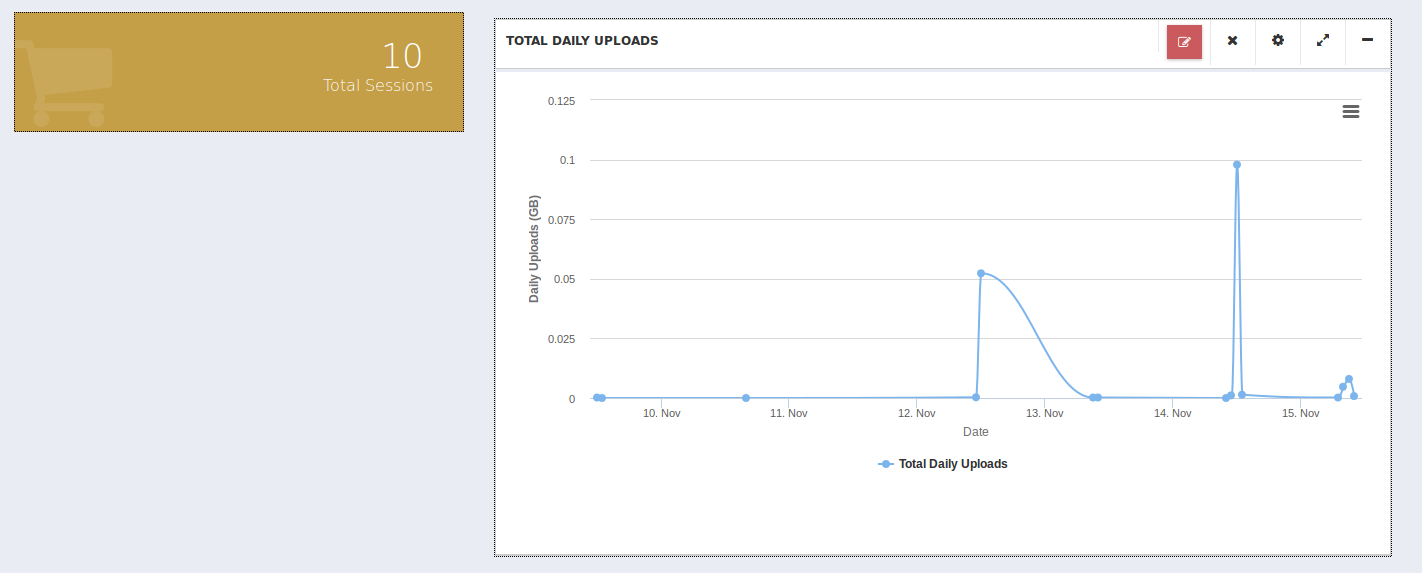 10
Total Sessions
TOTAL DAILY UPLOADS
0.125
0.1
0.075
0.05
0.025
0
Daily Uploads (GB)
10. Nov
11. Nov
12. Nov
13. Nov
14. Nov
15. Nov
Date
Total Daily Uploads